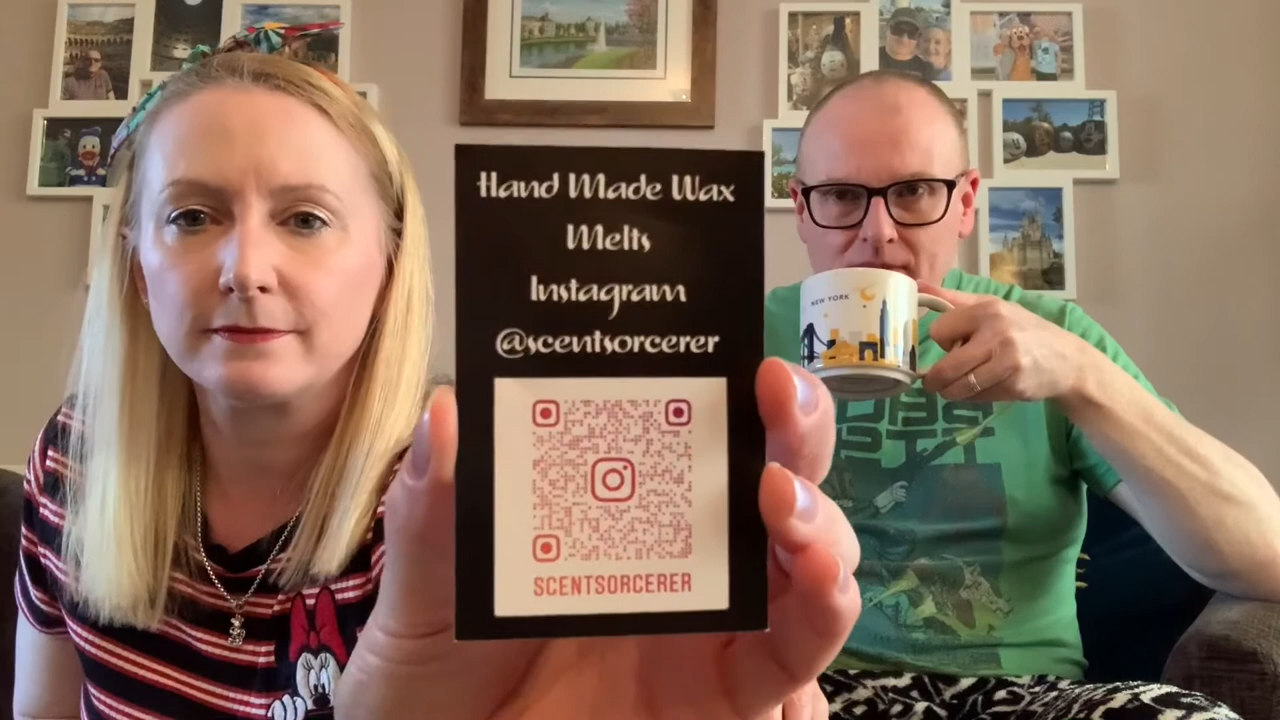 Hand Made Wax
Melts
Instagram
@scentsorcerer
SCENTSORCERER
NEW YORK